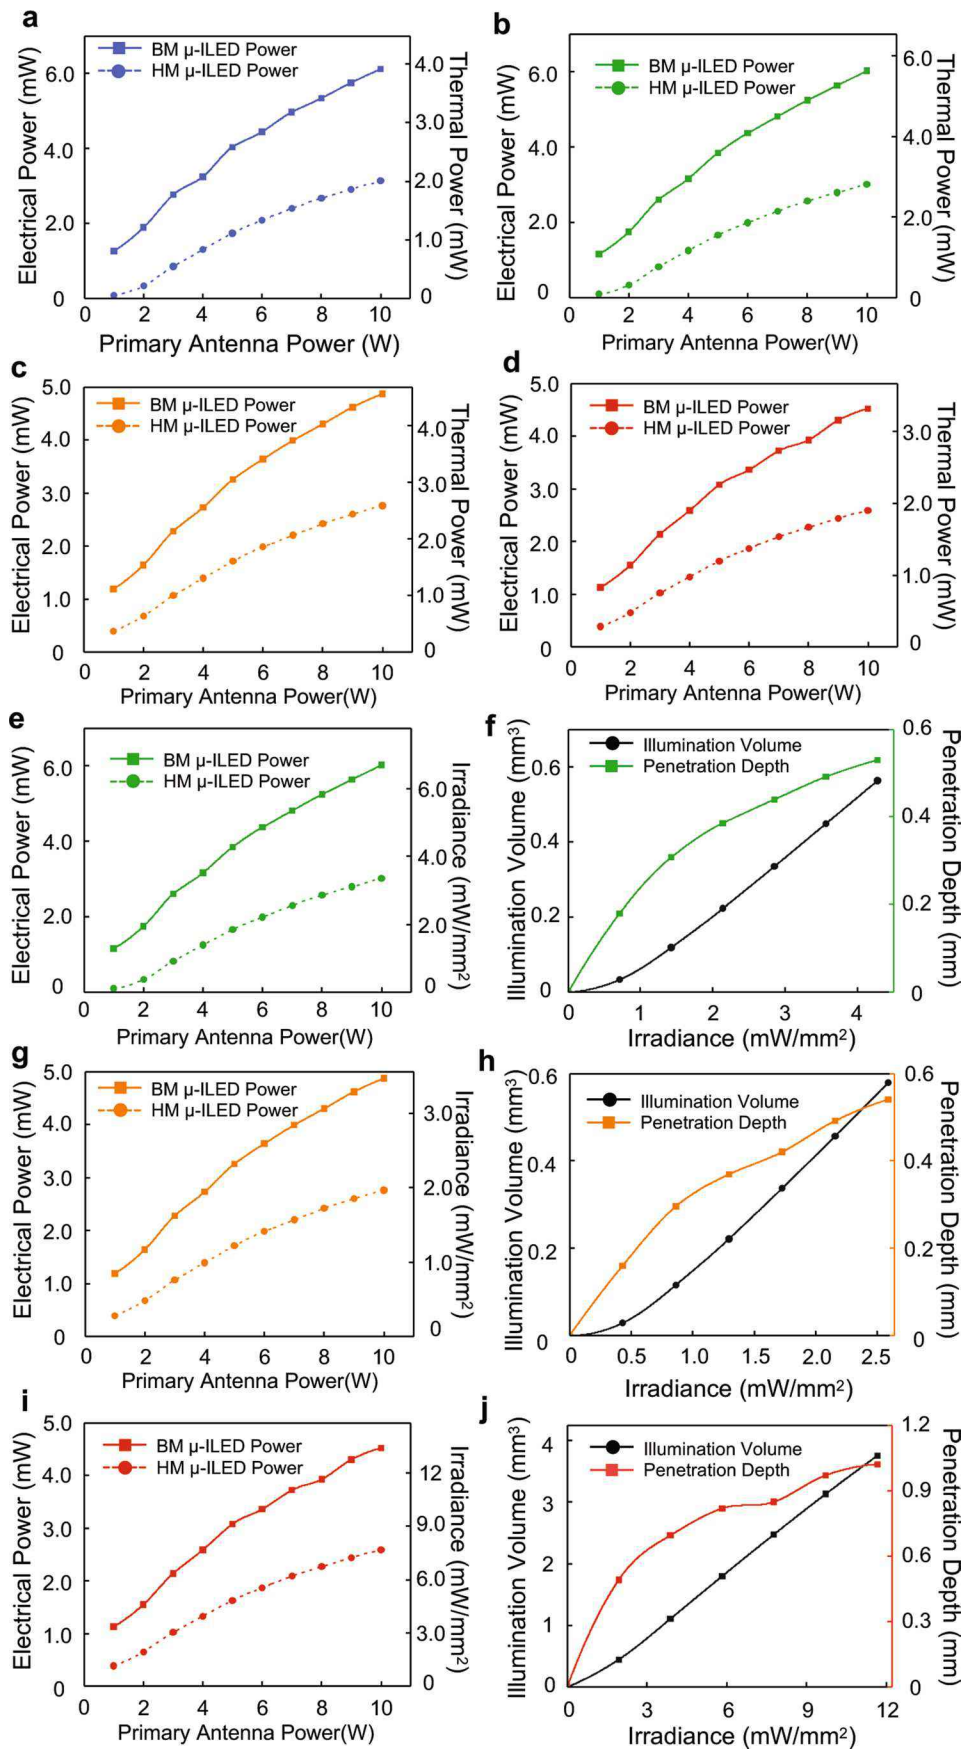 a
BM μ-ILED Power
HM μ-ILED Power
Electrical Power (mW)
6.0
4.0
2.0
0
Thermal Power (mW)
4.0
3.0
2.0
1.0
0
0 2 4 6 8 10
Primary Antenna Power (W)
b
BM μ-ILED Power
HM μ-ILED Power
Electrical Power (mW)
6.0
4.0
2.0
0
Thermal Power (mW)
6.0
4.0
2.0
0
0 2 4 6 8 10
Primary Antenna Power(W)
c
BM μ-ILED Power
HM μ-ILED Power
Electrical Power (mW)
5.0
4.0
3.0
2.0
1.0
0
Thermal Power (mW)
4.0
3.0
2.0
1.0
0
0 2 4 6 8 10
Primary Antenna Power(W)
d
BM μ-ILED Power
HM μ-ILED Power
Electrical Power (mW)
5.0
4.0
3.0
2.0
1.0
0
Thermal Power (mW)
3.0
2.0
1.0
0
0 2 4 6 8 10
Primary Antenna Power(W)
e
BM μ-ILED Power
HM μ-ILED Power
Electrical Power (mW)
6.0
4.0
2.0
0
Irradiance (mW/mm²)
6.0
4.0
2.0
0
0 2 4 6 8 10
Primary Antenna Power(W)
f
Illumination Volume
Penetration Depth
Illumination Volume (mm³)
0.6
0.4
0.2
0
Penetration Depth (mm)
0.6
0.4
0.2
0
0 1 2 3 4
Irradiance (mW/mm²)
g
BM μ-ILED Power
HM μ-ILED Power
Electrical Power (mW)
5.0
4.0
3.0
2.0
1.0
0
Irradiance (mW/mm²)
3.0
2.0
1.0
0
0 2 4 6 8 10
Primary Antenna Power(W)
h
Illumination Volume
Penetration Depth
Illumination Volume (mm³)
0.6
0.4
0.2
0
Penetration Depth (mm)
0.6
0.4
0.2
0
0 0.5 1.0 1.5 2.0 2.5
Irradiance (mW/mm²)
i
BM μ-ILED Power
HM μ-ILED Power
Electrical Power (mW)
5.0
4.0
3.0
2.0
1.0
0
Irradiance (mW/mm²)
12
9.0
6.0
3.0
0
0 2 4 6 8 10
Primary Antenna Power(W)
j
Illumination Volume
Penetration Depth
Illumination Volume (mm³)
4
3
2
1
0
Penetration Depth (mm)
1.2
0.9
0.6
0.3
0
0 3 6 9 12
Irradiance (mW/mm²)